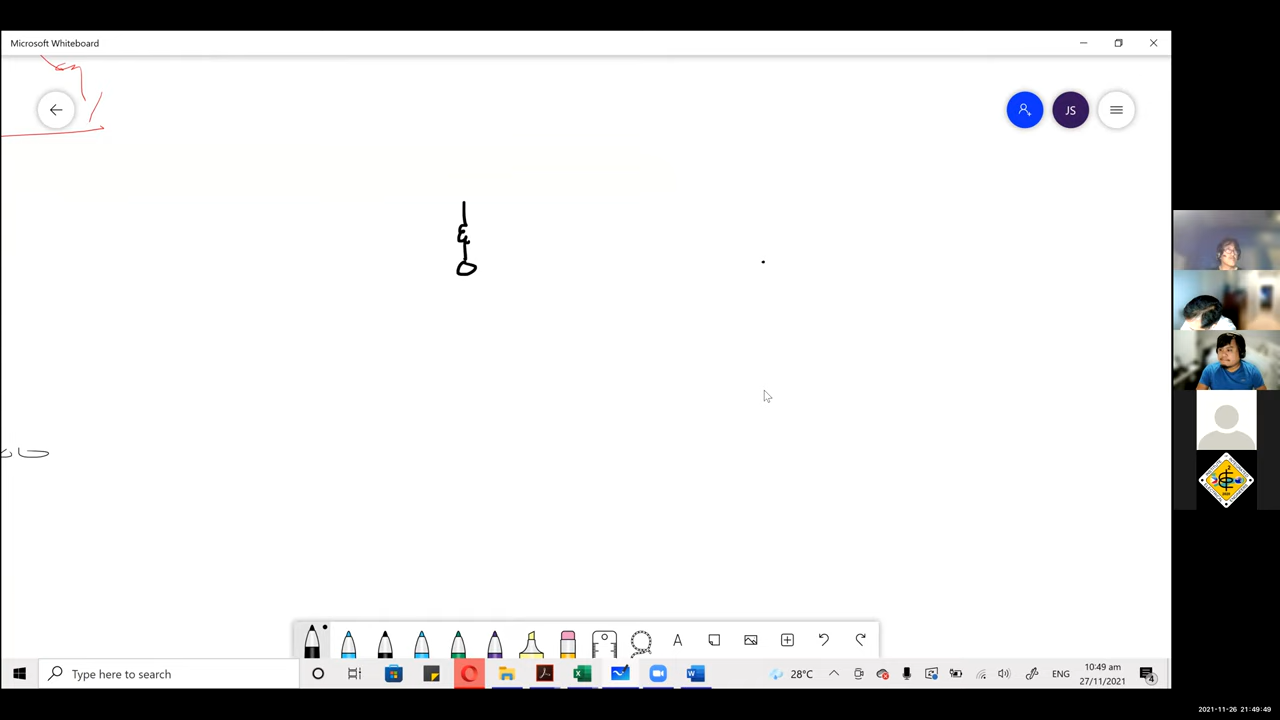 Microsoft Whiteboard
JS
A
Type here to search
28°C
ENG
10:49 am
27/11/2021
4
2021-11-26 21:49:49